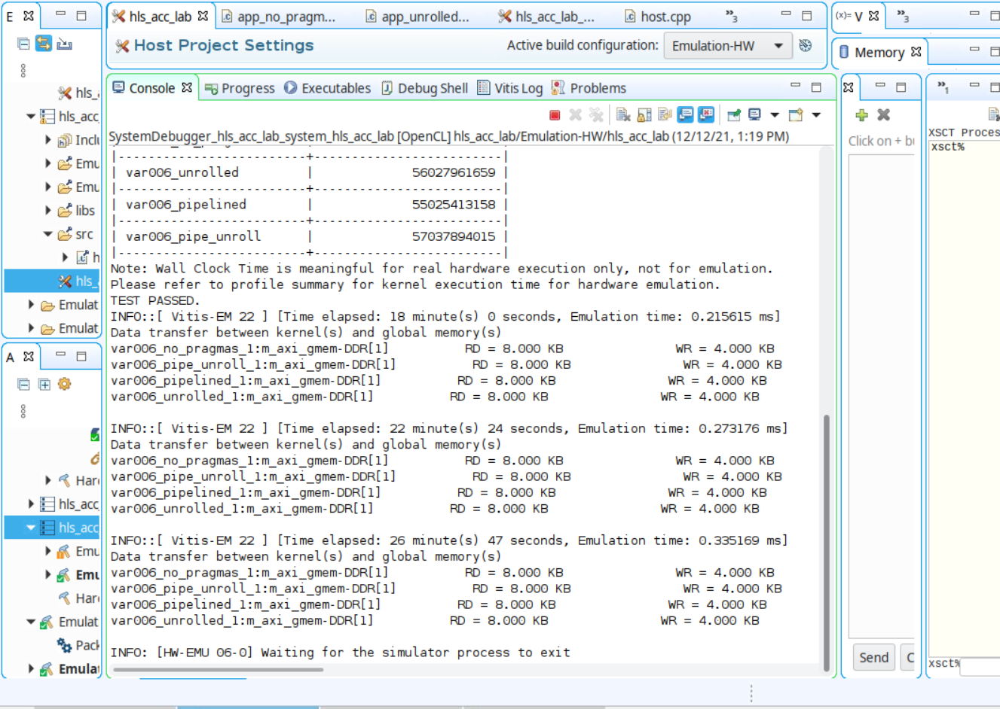 E
hls_acc_lab
app_no_pragm...
app_unrolled...
hls_acc_lab_...
host.cpp
»3
(x)= V
»3
Host Project Settings
Active build configuration:
Emulation-HW
Memory
Console
Progress
Executables
Debug Shell
Vitis Log
Problems
»1
SystemDebugger_hls_acc_lab_system_hls_acc_lab [OpenCL] hls_acc_lab/Emulation-HW/hls_acc_lab (12/12/21, 1:19 PM)
|-------------------------+-------------------------|
| var006_unrolled | 56027961659 |
|-------------------------+-------------------------|
| var006_pipelined | 55025413158 |
|-------------------------+-------------------------|
| var006_pipe_unroll | 57037894015 |
|-------------------------+-------------------------|
Note: Wall Clock Time is meaningful for real hardware execution only, not for emulation.
Please refer to profile summary for kernel execution time for hardware emulation.
TEST PASSED.
INFO::[ Vitis-EM 22 ] [Time elapsed: 18 minute(s) 0 seconds, Emulation time: 0.215615 ms]
Data transfer between kernel(s) and global memory(s)
var006_no_pragmas_1:m_axi_gmem-DDR[1] RD = 8.000 KB WR = 4.000 KB
var006_pipe_unroll_1:m_axi_gmem-DDR[1] RD = 8.000 KB WR = 4.000 KB
var006_pipelined_1:m_axi_gmem-DDR[1] RD = 8.000 KB WR = 4.000 KB
var006_unrolled_1:m_axi_gmem-DDR[1] RD = 8.000 KB WR = 4.000 KB
INFO::[ Vitis-EM 22 ] [Time elapsed: 22 minute(s) 24 seconds, Emulation time: 0.273176 ms]
Data transfer between kernel(s) and global memory(s)
var006_no_pragmas_1:m_axi_gmem-DDR[1] RD = 8.000 KB WR = 4.000 KB
var006_pipe_unroll_1:m_axi_gmem-DDR[1] RD = 8.000 KB WR = 4.000 KB
var006_pipelined_1:m_axi_gmem-DDR[1] RD = 8.000 KB WR = 4.000 KB
var006_unrolled_1:m_axi_gmem-DDR[1] RD = 8.000 KB WR = 4.000 KB
INFO::[ Vitis-EM 22 ] [Time elapsed: 26 minute(s) 47 seconds, Emulation time: 0.335169 ms]
Data transfer between kernel(s) and global memory(s)
var006_no_pragmas_1:m_axi_gmem-DDR[1] RD = 8.000 KB WR = 4.000 KB
var006_pipe_unroll_1:m_axi_gmem-DDR[1] RD = 8.000 KB WR = 4.000 KB
var006_pipelined_1:m_axi_gmem-DDR[1] RD = 8.000 KB WR = 4.000 KB
var006_unrolled_1:m_axi_gmem-DDR[1] RD = 8.000 KB WR = 4.000 KB
INFO: [HW-EMU 06-0] Waiting for the simulator process to exit
hls_
hls_acc
Inclu
Emu
Emu
libs
src
h
hls_
Emulat
Emulat
A
Har
hls_acc
hls_acc
Emu
Emu
Har
Emulat
Pack
Emula
Click on + b
Send
C
XSCT Proces
xsct%
xsct%